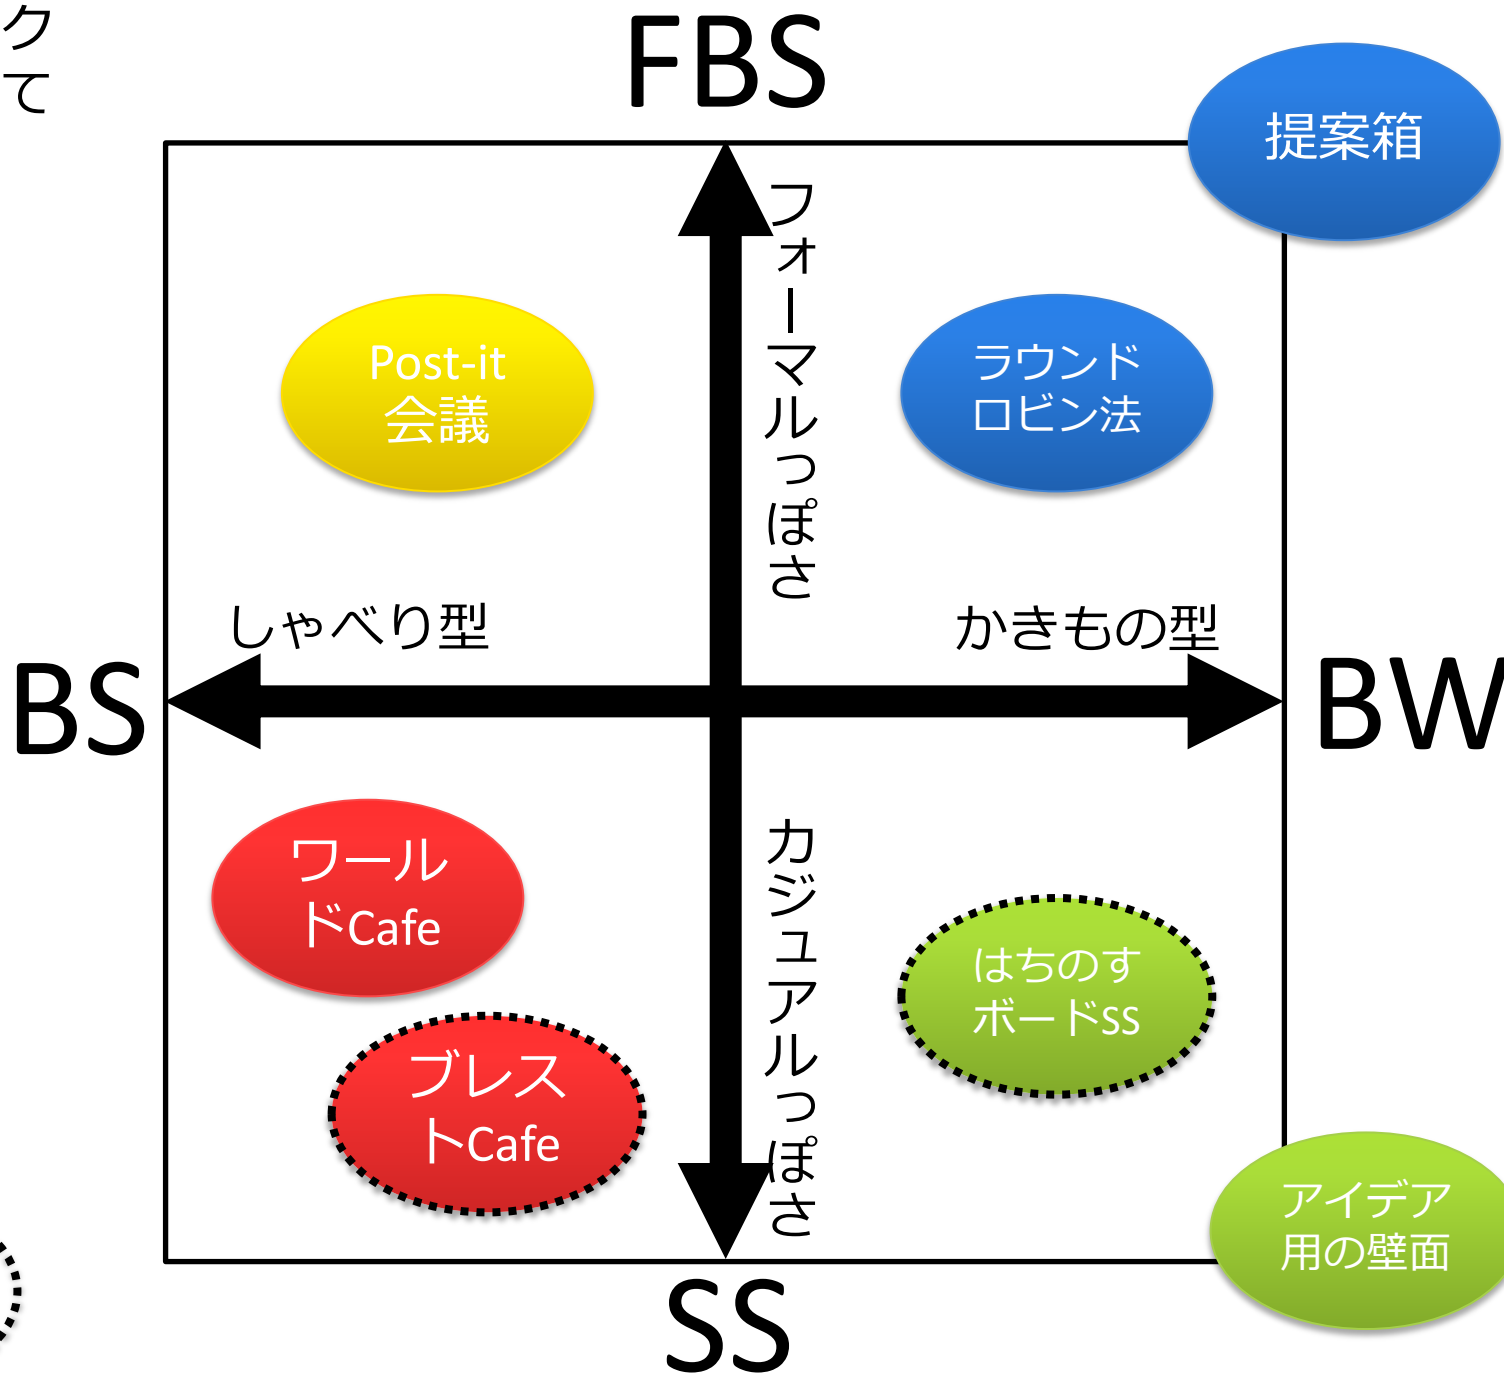 ク
て
FBS
提案箱
フォーマルっぽさ
Post-it
会議
ラウンド
ロビン法
しゃべり型
かきもの型
BS
BW
ワール
ドCafe
カジュアルっぽさ
はちのす
ボードSS
ブレス
トCafe
アイデア
用の壁面
SS